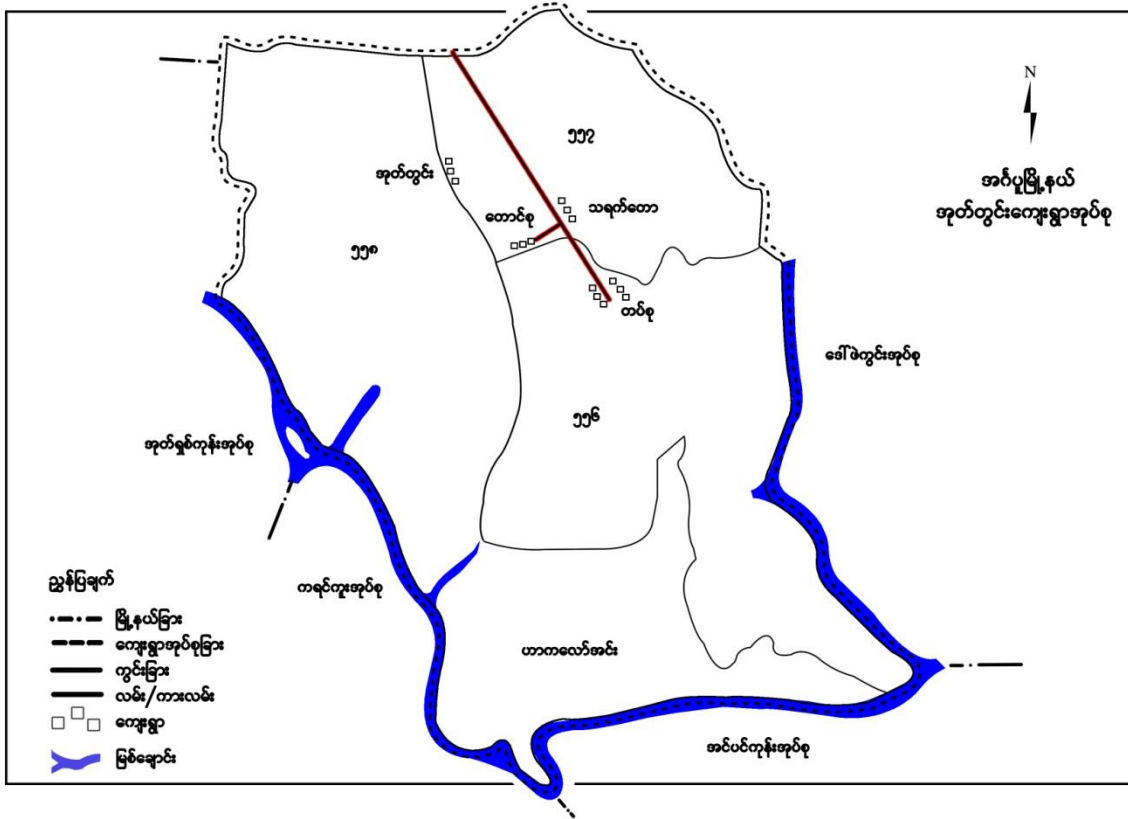 N
အင်္ဂပူမြို့နယ်
အုတ်တွင်းကျေးရွာအုပ်စု
၅၅၇
အုတ်တွင်း
သရက်တော
တောင်စု
၅၅၈
တပ်စု
ဒေါ်ဖဲကွင်းအုပ်စု
၅၅၆
အုတ်ရှစ်ကုန်းအုပ်စု
ကရင်ကူးအုပ်စု
ဟာကလော်အင်း
အင်ပင်ကုန်းအုပ်စု
ညွှန်ပြချက်
မြို့နယ်ခြား
ကျေးရွာအုပ်စုခြား
ကွင်းခြား
လမ်း/ကားလမ်း
ကျေးရွာ
မြစ်ချောင်း